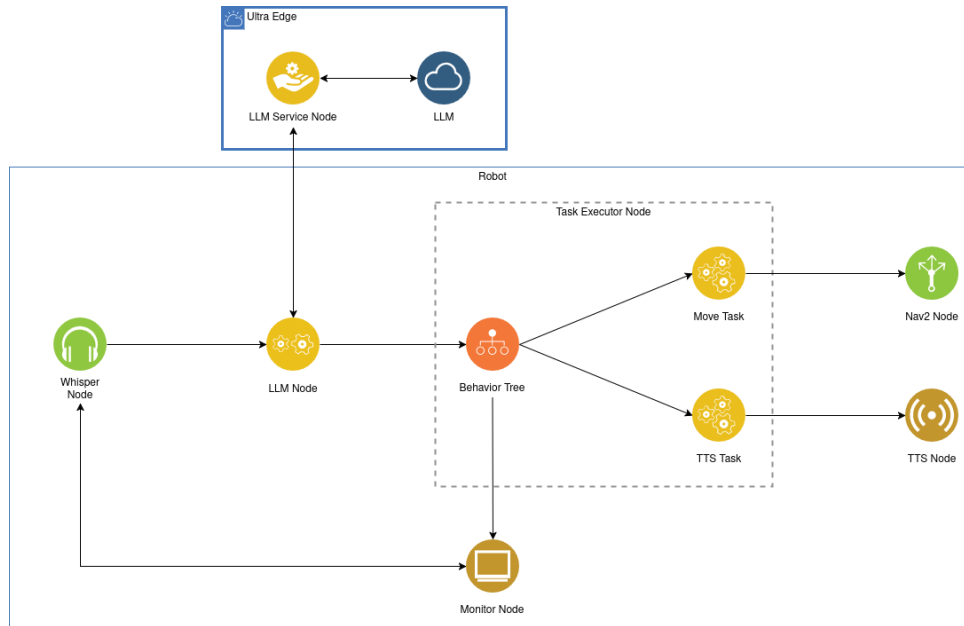 Ultra Edge
LLM Service Node
LLM
Robot
Task Executor Node
Move Task
Nav2 Node
Whisper
Node
LLM Node
Behavior Tree
TTS Task
TTS Node
Monitor Node